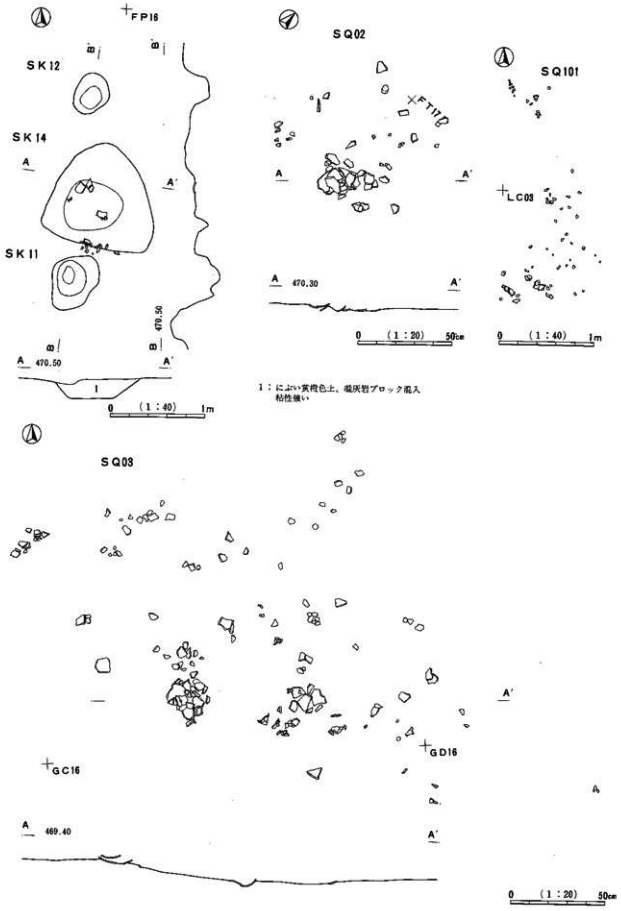 FP16
B
B
SK12
SK14
A
A'
SK11
470.50
B
B
A 470.50
A'
1
(1:40)
0 1m
SQ02
FT17
A
A'
A 470.30
A'
(1:20)
0 50cm
SQ101
LC03
(1:40)
0 1m
1:にぶい黄橙色土、凝灰岩ブロック混入
粘性強い
SQ03
A'
GC16
GD16
A 469.40
A'
(1:20)
0 50cm